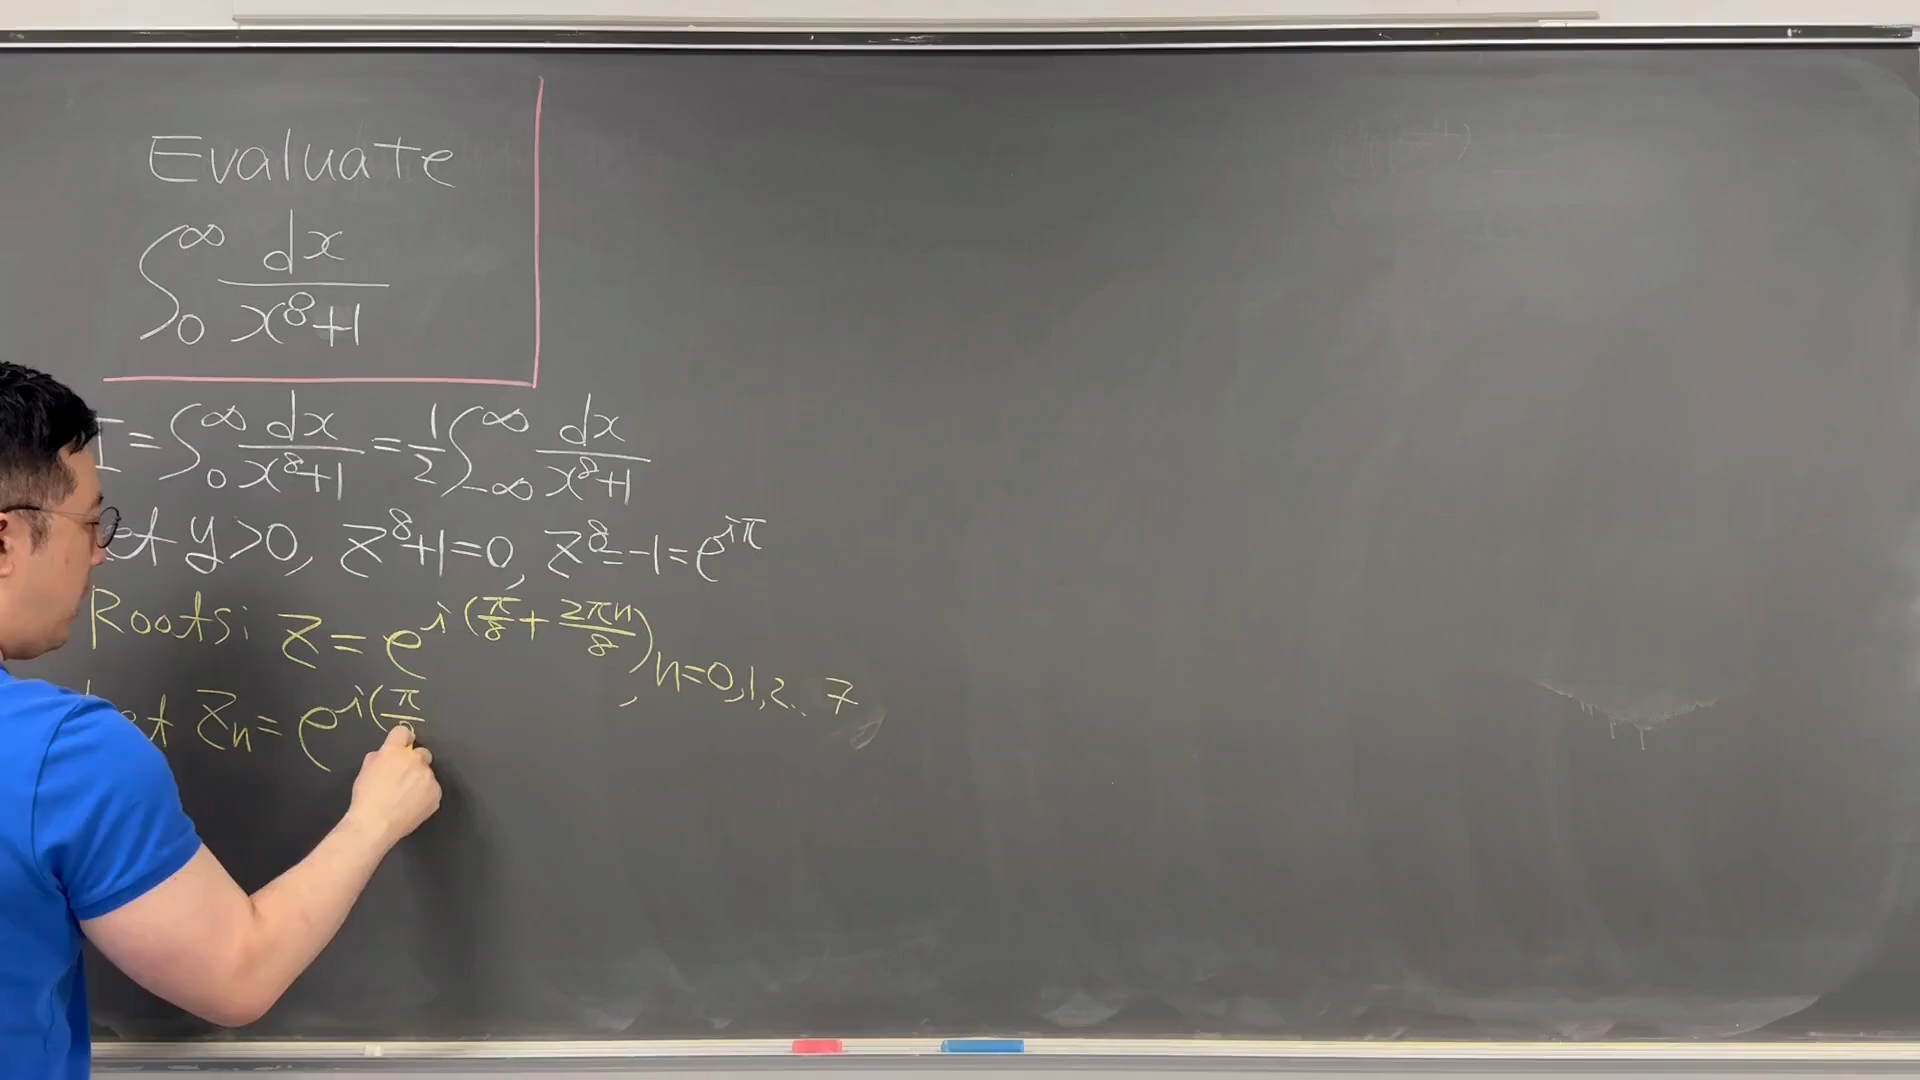 Evaluate
∫₀^∞ dx/(x⁸+1)
I = ∫₀^∞ dx/(x⁸+1) = 1/2 ∫₋∞^∞ dx/(x⁸+1)
y>0, z⁸+1=0, z⁸=-1=e^{iπ}
Roots: z = e^{i(π/8 + 2πn/8)}, n=0,1,2.. 7
zₙ = e^{i(π/